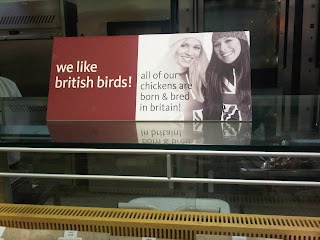 we like
british birds!
all of our
chickens are
born & bred
in britain!